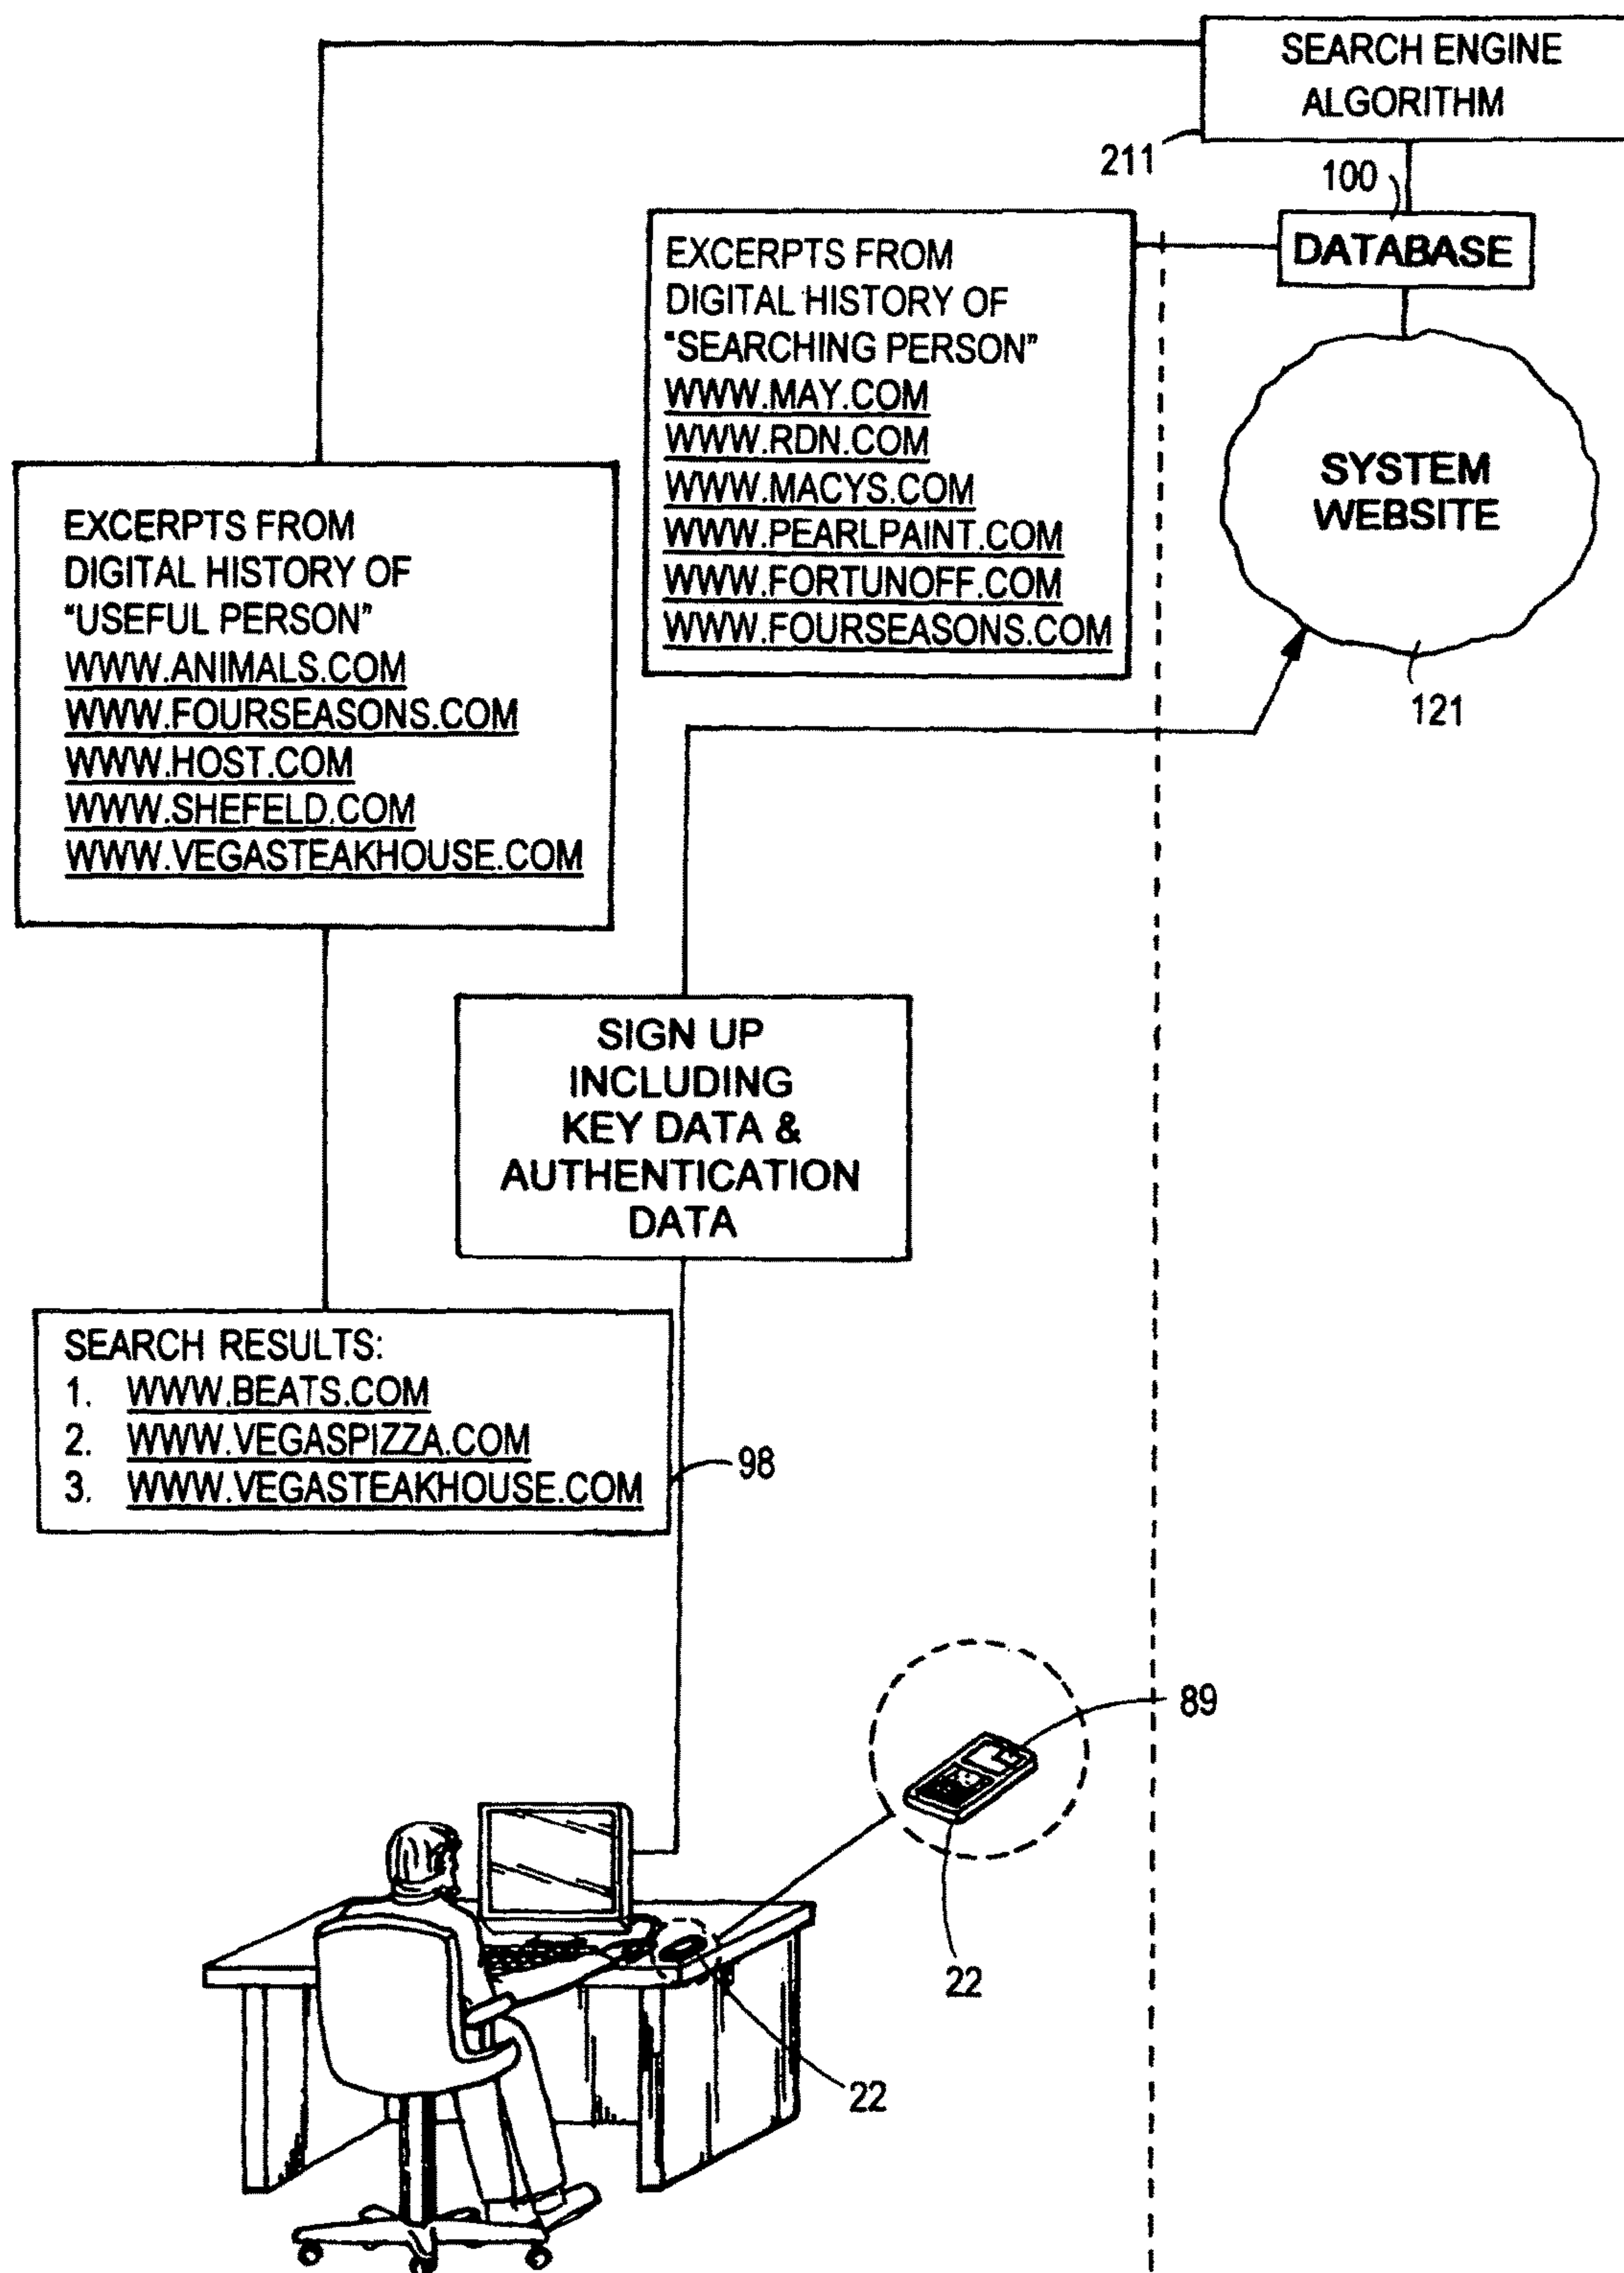 SEARCH ENGINE
ALGORITHM
211
100
DATABASE
EXCERPTS FROM
DIGITAL HISTORY OF
"SEARCHING PERSON"
WWW.MAY.COM
WWW.RDN.COM
WWW.MACYS.COM
WWW.PEARLPAINT.COM
WWW.FORTUNOFF.COM
WWW.FOURSEASONS.COM
SYSTEM
WEBSITE
121
EXCERPTS FROM
DIGITAL HISTORY OF
"USEFUL PERSON"
WWW.ANIMALS.COM
WWW.FOURSEASONS.COM
WWW.HOST.COM
WWW.SHEFELD.COM
WWW.VEGASTEAKHOUSE.COM
SIGN UP
INCLUDING
KEY DATA &
AUTHENTICATION
DATA
SEARCH RESULTS:
1. WWW.BEATS.COM
2. WWW.VEGASPIZZA.COM
3. WWW.VEGASTEAKHOUSE.COM
98
89
22
22